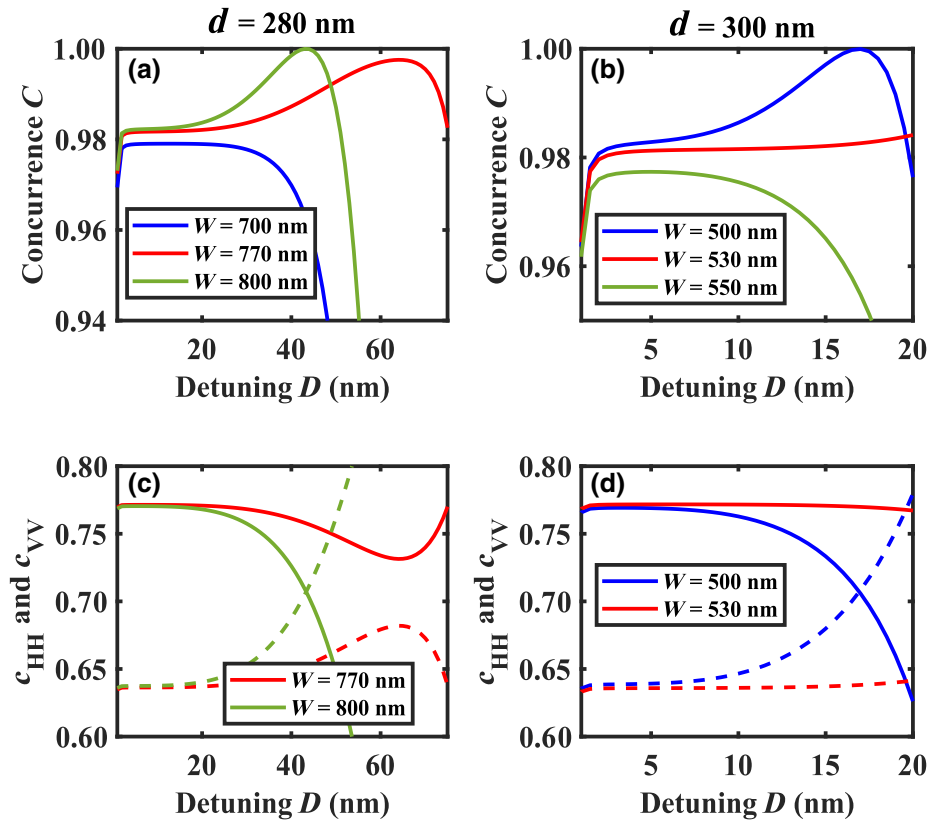 d = 280 nm
d = 300 nm
(a)
1.00
0.98
0.96
0.94
Concurrence C
W = 700 nm
W = 770 nm
W = 800 nm
20 40 60
Detuning D (nm)
(b)
1.00
0.98
0.96
Concurrence C
W = 500 nm
W = 530 nm
W = 550 nm
5 10 15 20
Detuning D (nm)
(c)
0.80
0.75
0.70
0.65
0.60
cHH and cVV
W = 770 nm
W = 800 nm
20 40 60
Detuning D (nm)
(d)
0.80
0.75
0.70
0.65
0.60
cHH and cVV
W = 500 nm
W = 530 nm
5 10 15 20
Detuning D (nm)